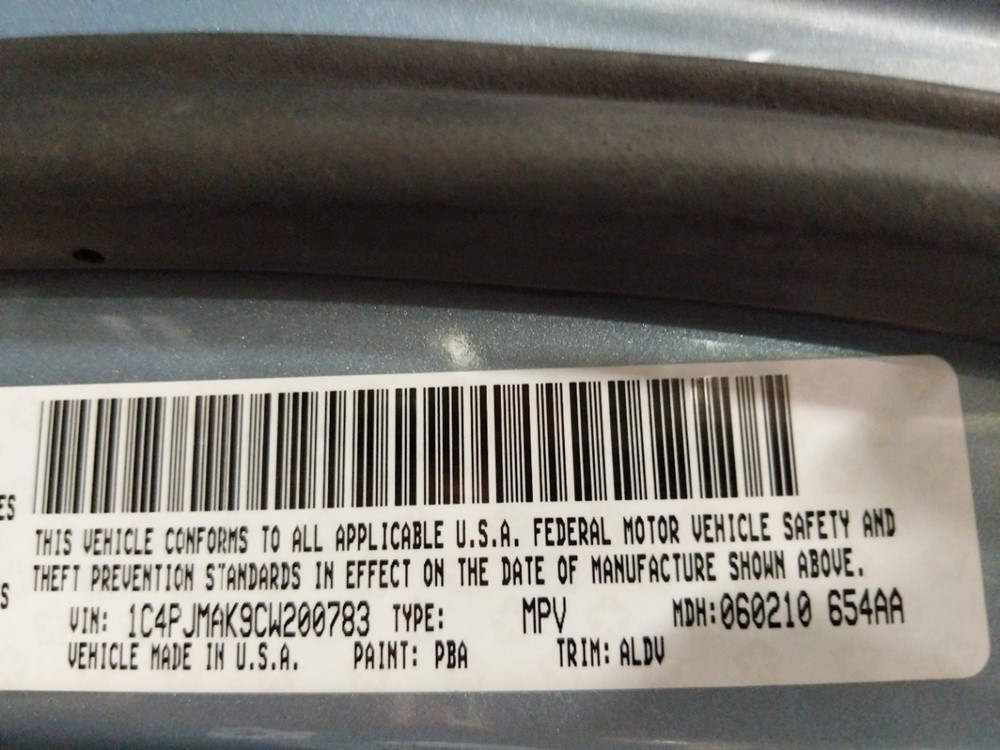 ES
THIS VEHICLE CONFORMS TO ALL APPLICABLE U.S.A. FEDERAL MOTOR VEHICLE SAFETY AND
THEFT PREVENTION STANDARDS IN EFFECT ON THE DATE OF MANUFACTURE SHOWN ABOVE.
S
VIN: 1C4PJMAK9CW200783 TYPE: MPV MDH:060210 654AA
VEHICLE MADE IN U.S.A. PAINT: PBA TRIM: ALDV